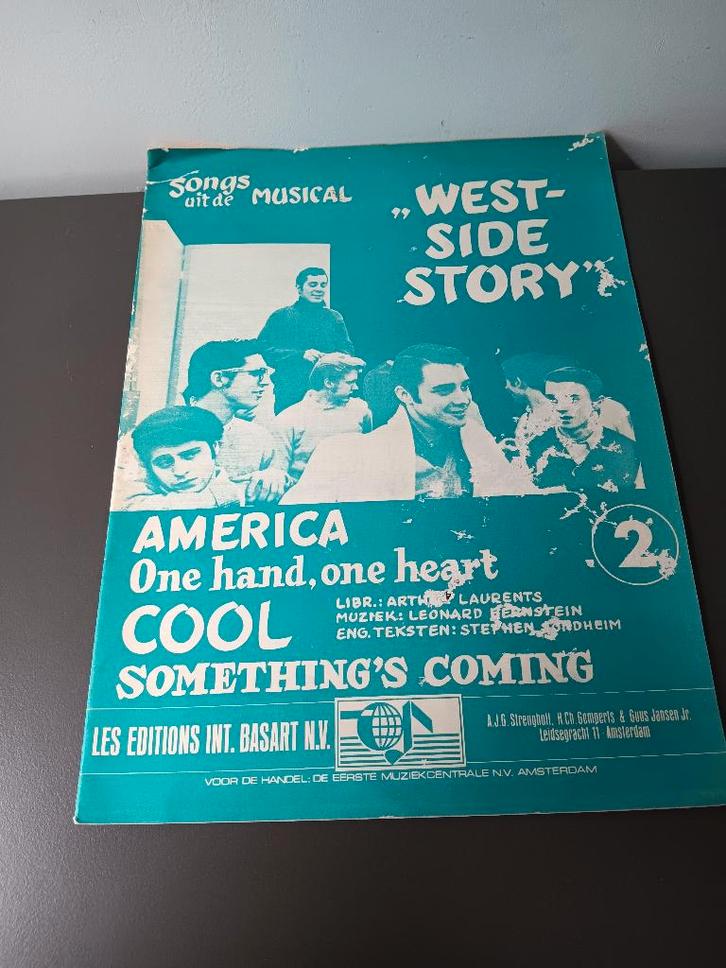 songs
uit de MUSICAL
„WEST-
SIDE
STORY”
AMERICA
One hand, one heart
2
COOL
LIBR.: ARTHUR LAURENTS
MUZIEK: LEONARD BERNSTEIN
ENG. TEKSTEN: STEPHEN SONDHEIM
SOMETHING'S COMING
LES EDITIONS INT. BASART N.V.
A.J.G. Strengholt, H.Ch. Gomperts & Guus Jansen Jr.
Leidsegracht 11 - Amsterdam
VOOR DE HANDEL: DE EERSTE MUZIEKCENTRALE N.V. AMSTERDAM